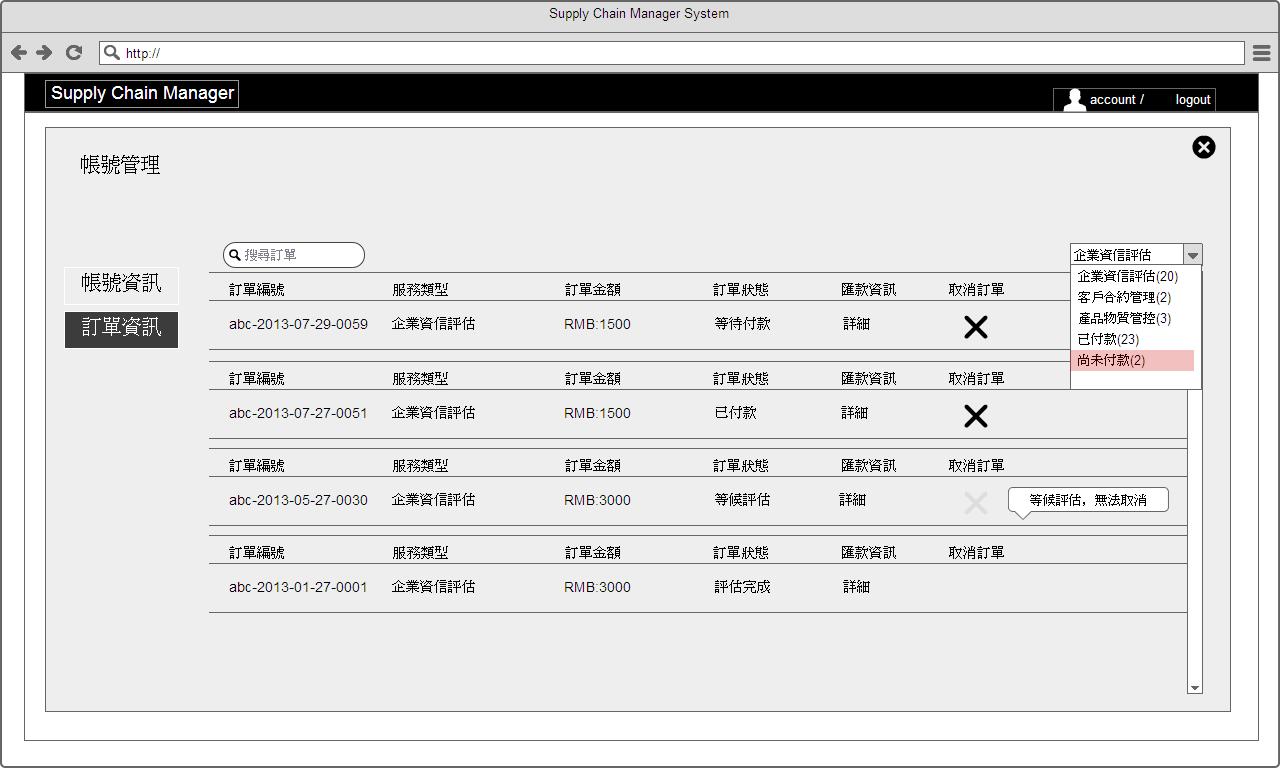 Supply Chain Manager System
http://
Supply Chain Manager
account / logout
帳號管理
搜尋訂單
企業資信評估
企業資信評估(20)
客戶合約管理(2)
產品物質管控(3)
已付款(23)
尚未付款(2)
帳號資訊
訂單資訊
訂單編號 服務類型 訂單金額 訂單狀態 匯款資訊 取消訂單
abc-2013-07-29-0059 企業資信評估 RMB:1500 等待付款 詳細
訂單編號 服務類型 訂單金額 訂單狀態 匯款資訊 取消訂單
abc-2013-07-27-0051 企業資信評估 RMB:1500 已付款 詳細
訂單編號 服務類型 訂單金額 訂單狀態 匯款資訊 取消訂單
abc-2013-05-27-0030 企業資信評估 RMB:3000 等候評估 詳細 等候評估，無法取消
訂單編號 服務類型 訂單金額 訂單狀態 匯款資訊 取消訂單
abc-2013-01-27-0001 企業資信評估 RMB:3000 評估完成 詳細